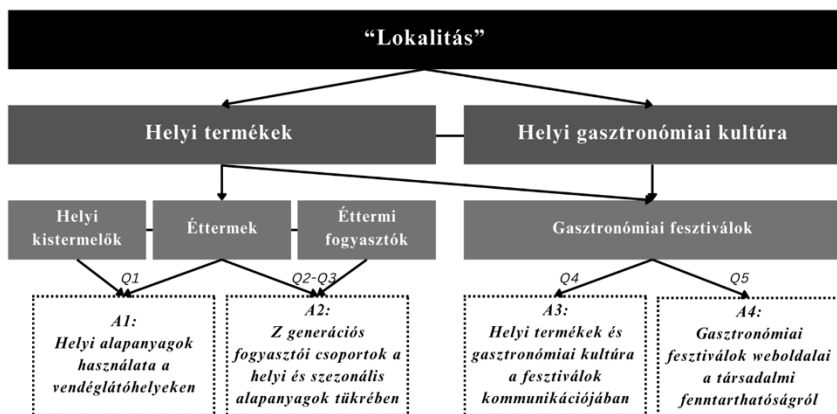 “Lokalitás”
Helyi termékek
Helyi gasztronómiai kultúra
Helyi
kistermelők
Éttermek
Éttermi
fogyasztók
Gasztronómiai fesztiválok
Q1
Q2-Q3
Q4
Q5
A1:
Helyi alapanyagok
használata a
vendéglátóhelyeken
A2:
Z generációs
fogyasztói csoportok a
helyi és szezonális
alapanyagok tükrében
A3:
Helyi termékek és
gasztronómiai kultúra
a fesztiválok
kommunikációjában
A4:
Gasztronómiai
fesztiválok weboldalai
a társadalmi
fenntarthatóságról